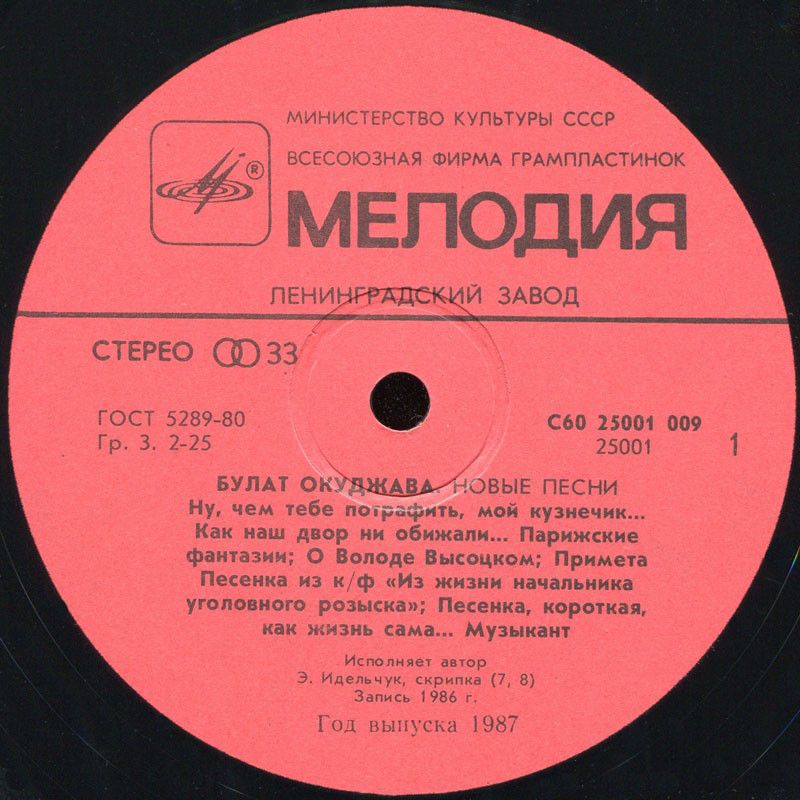 МИНИСТЕРСТВО КУЛЬТУРЫ СССР
ВСЕСОЮЗНАЯ ФИРМА ГРАМПЛАСТИНОК
®
МЕЛОДИЯ
ЛЕНИНГРАДСКИЙ ЗАВОД
СТЕРЕО 33
ГОСТ 5289-80
Гр. 3. 2-25
С60 25001 009
25001 1
БУЛАТ ОКУДЖАВА. НОВЫЕ ПЕСНИ
Ну, чем тебе потрафить, мой кузнечик...
Как наш двор ни обижали... Парижские
фантазии; О Володе Высоцком; Примета
Песенка из к/ф «Из жизни начальника
уголовного розыска»; Песенка, короткая,
как жизнь сама... Музыкант
Исполняет автор
Э. Идельчук, скрипка (7, 8)
Запись 1986 г.
Год выпуска 1987